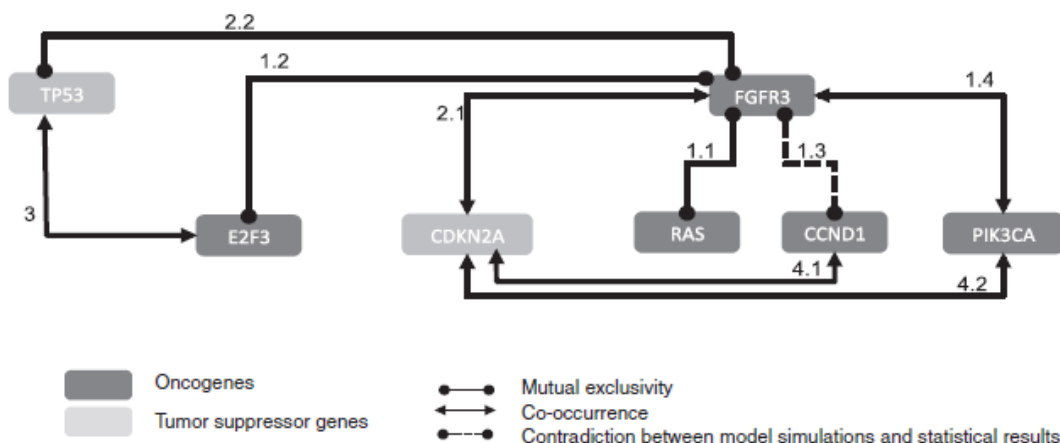 2.2
1.2
TP53
FGFR3
1.4
2.1
1.1
1.3
3
E2F3
CDKN2A
RAS
CCND1
PIK3CA
4.1
4.2
Oncogenes
Tumor suppressor genes
Mutual exclusivity
Co-occurrence
Contradiction between model simulations and statistical results